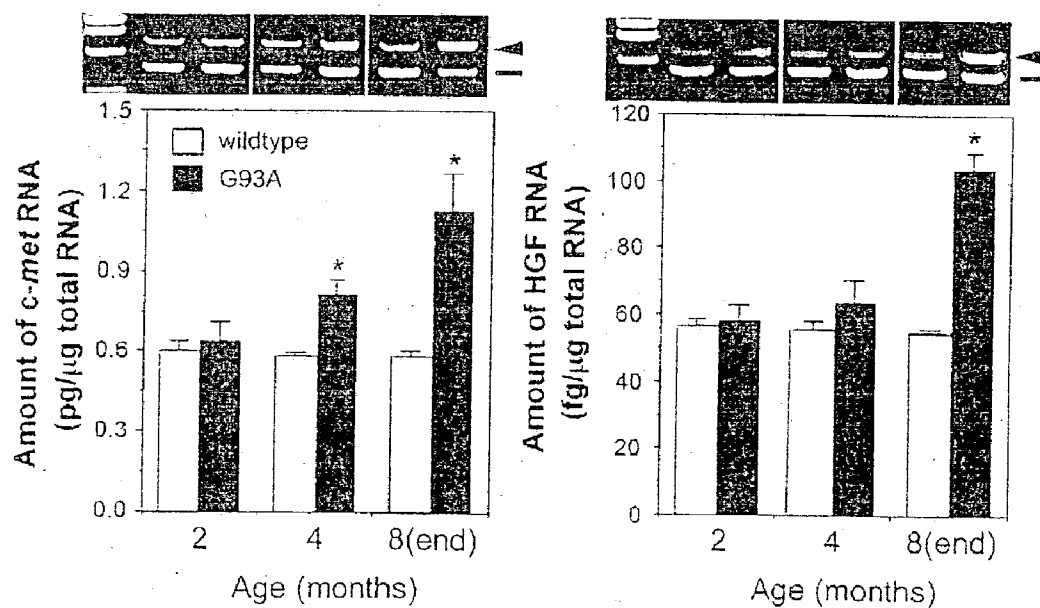 Amount of c-met RNA
(pg/μg total RNA)
1.5
1.2
0.9
0.6
0.3
0.0
wildtype
G93A
*
*
2 4 8(end)
Age (months)
Amount of HGF RNA
(fg/μg total RNA)
120
100
80
60
40
20
0
*
2 4 8(end)
Age (months)